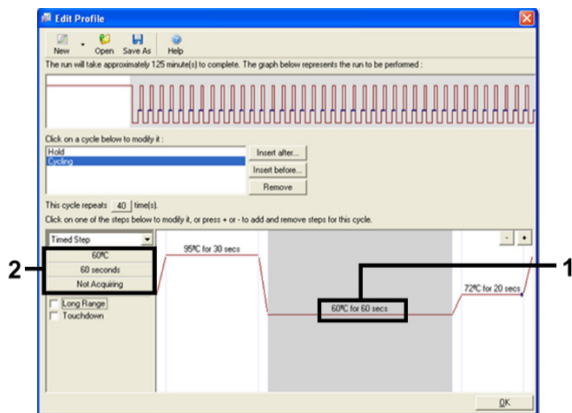 Edit Profile
New Open Save As Help
The run will take approximately 125 minute(s) to complete. The graph below represents the run to be performed :
Click on a cycle below to modify it :
Hold
Cycling
Insert after...
Insert before...
Remove
This cycle repeats 40 time(s).
Click on one of the steps below to modify it, or press + or - to add and remove steps for this cycle.
Timed Step
- +
60ºC
60 seconds
Not Acquiring
Long Range
Touchdown
95ºC for 30 secs
60ºC for 60 secs
72ºC for 20 secs
2
1
OK